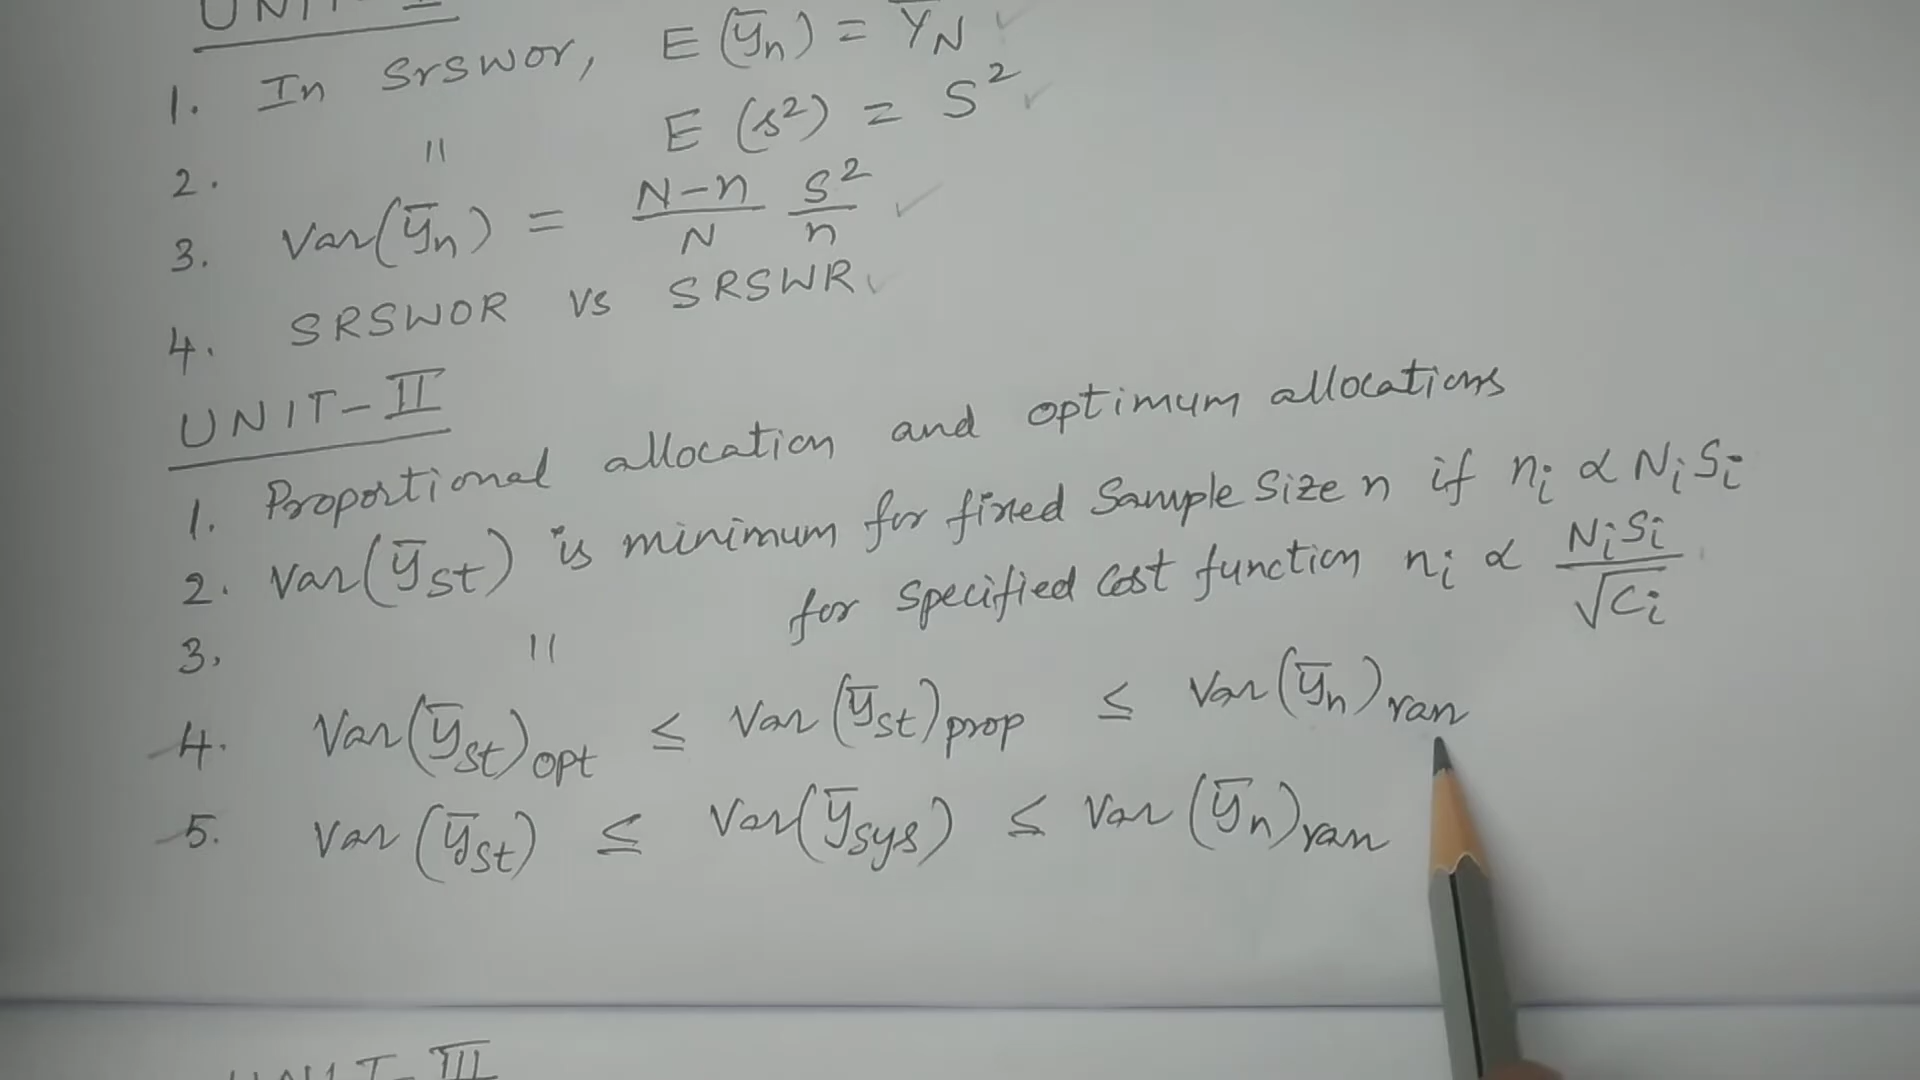 UNIT-I
1. In SrSwor, E(ȳn) = ȲN ✓
2. " E(s²) = S² ✓
3. Var(ȳn) = N-n/N S²/n ✓
4. SRSWOR vs SRSWR ✓
UNIT-II
1. Proportional allocation and optimum allocations
2. Var(ȳst) is minimum for fixed Sample Size n if ni ∝ NiSi
3. " for specified cost function ni ∝ NiSi/√Ci
4. Var(ȳst)opt ≤ Var(ȳst)prop ≤ Var(ȳn)ran
5. Var(ȳst) ≤ Var(ȳsys) ≤ Var(ȳn)ran
UNIT-III